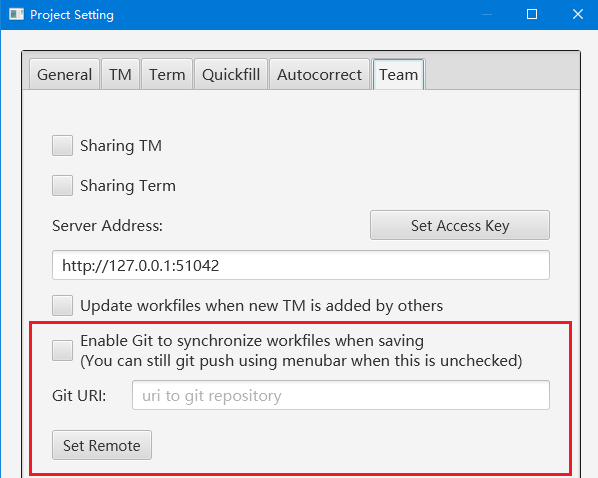 Project Setting
General TM Term Quickfill Autocorrect Team
Sharing TM
Sharing Term
Server Address: Set Access Key
http://127.0.0.1:51042
Update workfiles when new TM is added by others
Enable Git to synchronize workfiles when saving
(You can still git push using menubar when this is unchecked)
Git URI: uri to git repository
Set Remote